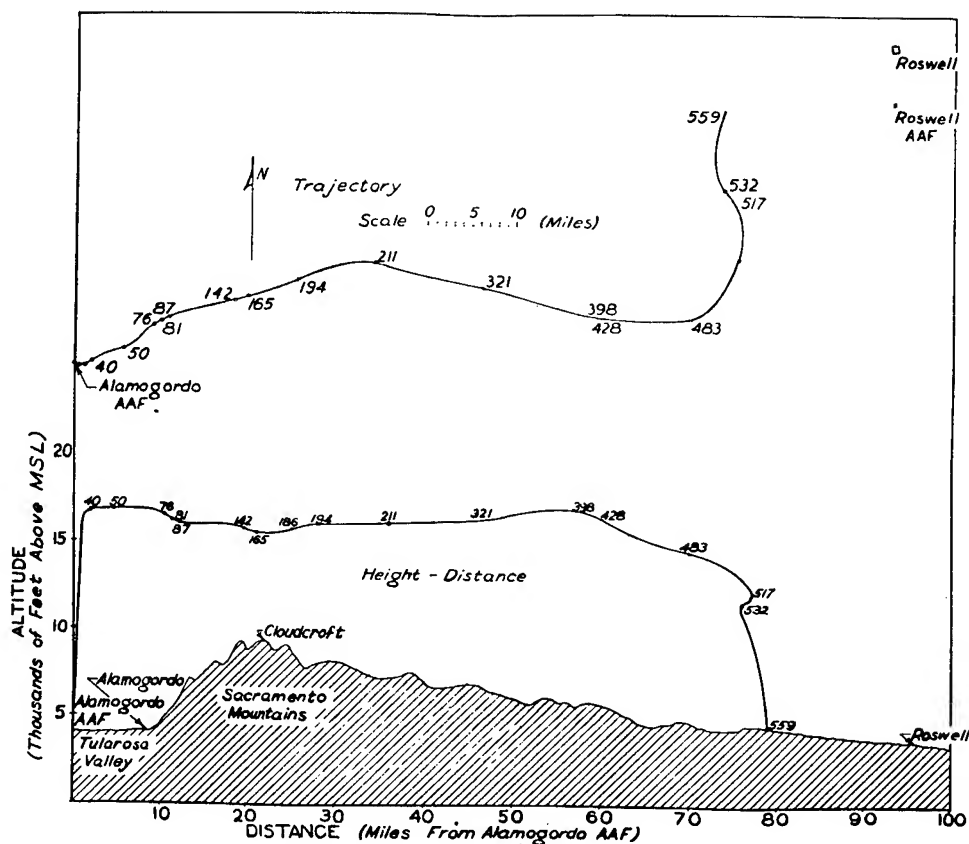 Roswell
Roswell
AAF
559
N
Trajectory
532
517
Scale 0 5 10 (Miles)
211
194
321
142
165
87
76
81
398
428
483
50
40
Alamogordo
AAF
ALTITUDE
(Thousands of Feet Above MSL)
20
15
10
5
40
50
76
81
87
142
165
186
194
211
321
398
428
483
Height - Distance
517
532
Cloudcroft
Alamogordo
Alamogordo
AAF
Sacramento
Mountains
559
Roswell
Tularosa
Valley
10
20
30
40
50
60
70
80
90
100
DISTANCE (Miles From Alamogordo AAF)